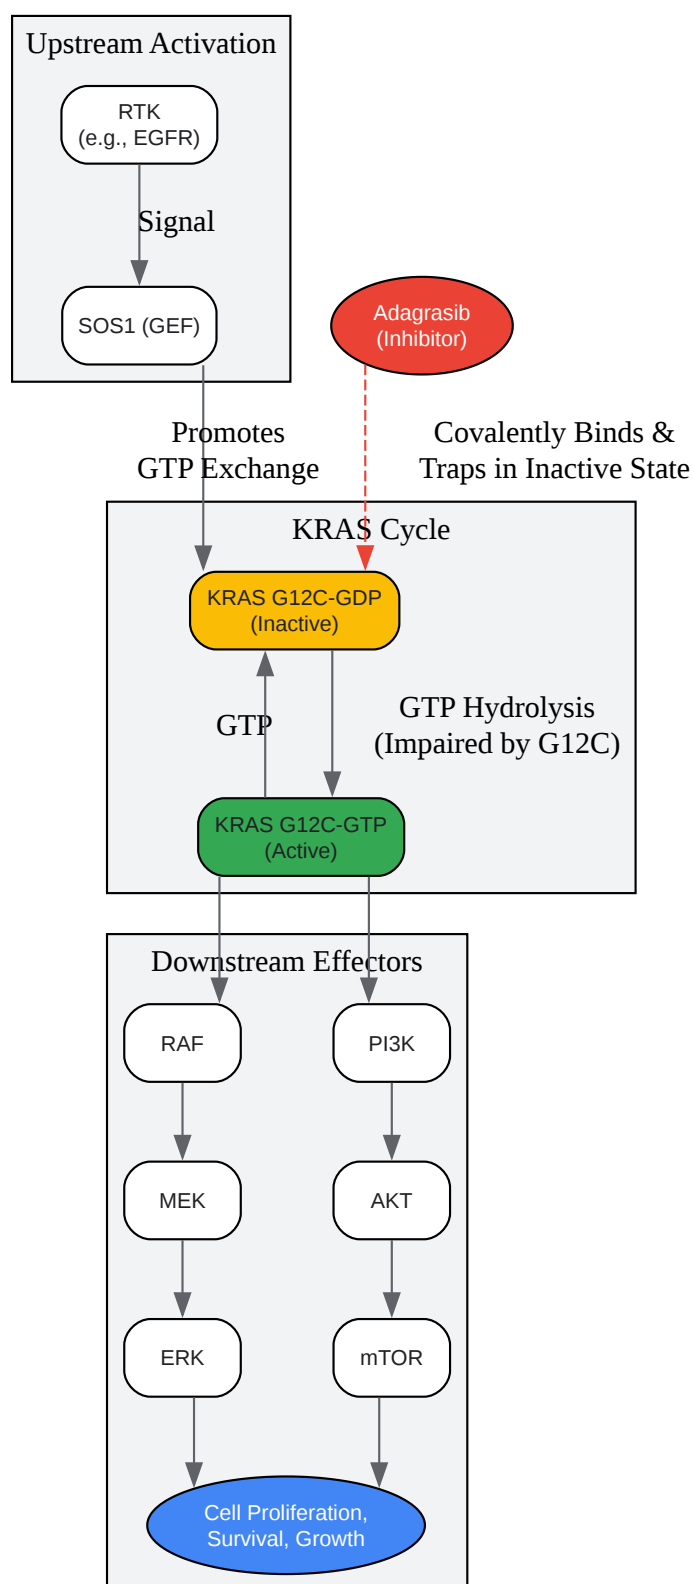 Upstream Activation
RTK
(e.g., EGFR)
Signal
SOS1 (GEF)
Adagrasib
(Inhibitor)
Promotes
GTP Exchange
Covalently Binds &
Traps in Inactive State
KRAS Cycle
KRAS G12C-GDP
(Inactive)
GTP
GTP Hydrolysis
(Impaired by G12C)
KRAS G12C-GTP
(Active)
Downstream Effectors
RAF
PI3K
MEK
AKT
ERK
mTOR
Cell Proliferation,
Survival, Growth